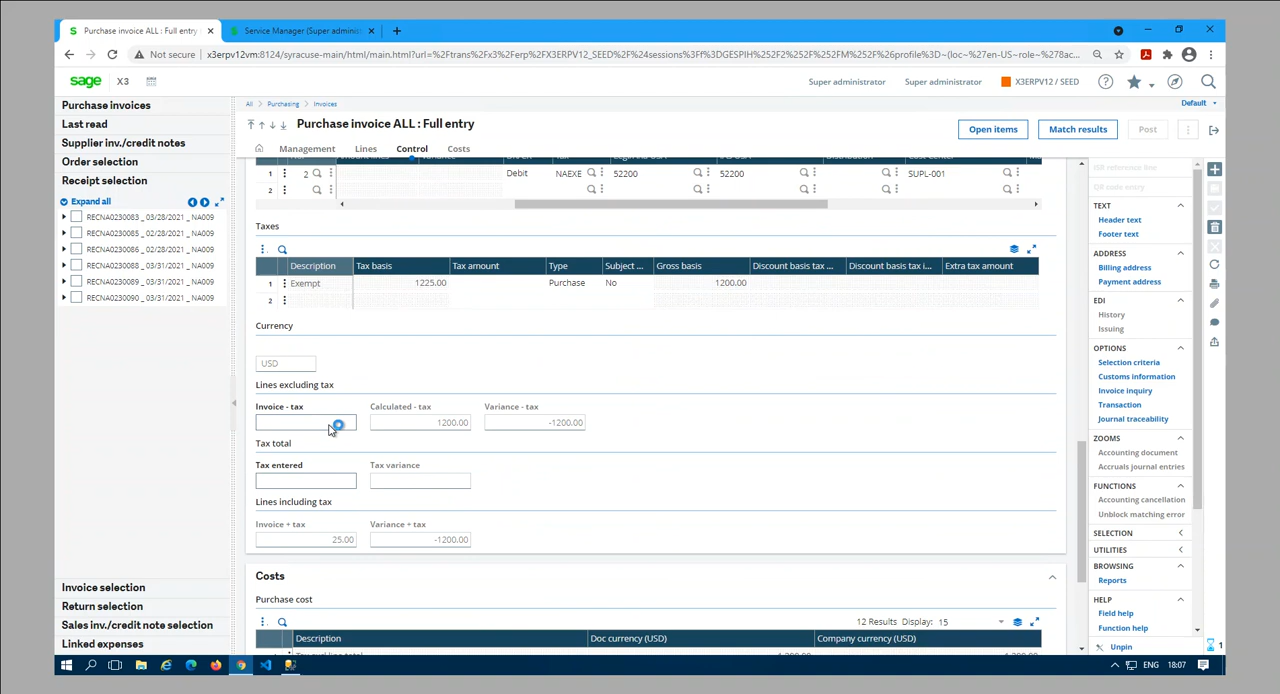 Purchase invoice ALL : Full entry
Service Manager (Super adminis
Not secure
x3erpv12vm:8124/syracuse-main/html/main.html?url=%2Ftrans%2Fx3%2Ferp%2FX3ERPV12_SEED%2F%24sessions%3Ff%3DGESPIH%252F2%252F%252FM%252F%26profile%3D~(loc~%27en-US~role~%278ac...
sage X3
Super administrator
Super administrator
X3ERPV12 / SEED
Purchase invoices
Last read
Supplier inv./credit notes
Order selection
Receipt selection
Expand all
RECNA0230083 _ 03/28/2021 _ NA009
RECNA0230085 _ 02/28/2021 _ NA009
RECNA0230086 _ 02/28/2021 _ NA009
RECNA0230088 _ 03/31/2021 _ NA009
RECNA0230089 _ 03/31/2021 _ NA009
RECNA0230090 _ 03/31/2021 _ NA009
Invoice selection
Return selection
Sales inv./credit note selection
Linked expenses
All > Purchasing > Invoices
Default
Purchase invoice ALL : Full entry
Open items
Match results
Post
Management Lines Control Costs
1 2 Debit NAEXE 52200 52200 SUPL-001
2
Taxes
Description Tax basis Tax amount Type Subject ... Gross basis Discount basis tax ... Discount basis tax i... Extra tax amount
1 Exempt 1225.00 Purchase No 1200.00
2
Currency
USD
Lines excluding tax
Invoice - tax Calculated - tax Variance - tax
1200.00 -1200.00
Tax total
Tax entered Tax variance
Lines including tax
Invoice + tax Variance + tax
25.00 -1200.00
Costs
Purchase cost
12 Results Display: 15
Description Doc currency (USD) Company currency (USD)
ISR reference line
QR code entry
TEXT
Header text
Footer text
ADDRESS
Billing address
Payment address
EDI
History
Issuing
OPTIONS
Selection criteria
Customs information
Invoice inquiry
Transaction
Journal traceability
ZOOMS
Accounting document
Accruals journal entries
FUNCTIONS
Accounting cancellation
Unblock matching error
SELECTION
UTILITIES
BROWSING
Reports
HELP
Field help
Function help
Unpin
1
ENG 18:07